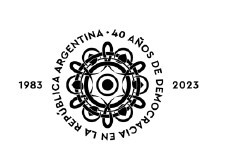 1983
40 AÑOS DE DEMOCRACIA EN LA REPÚBLICA ARGENTINA ·
2023